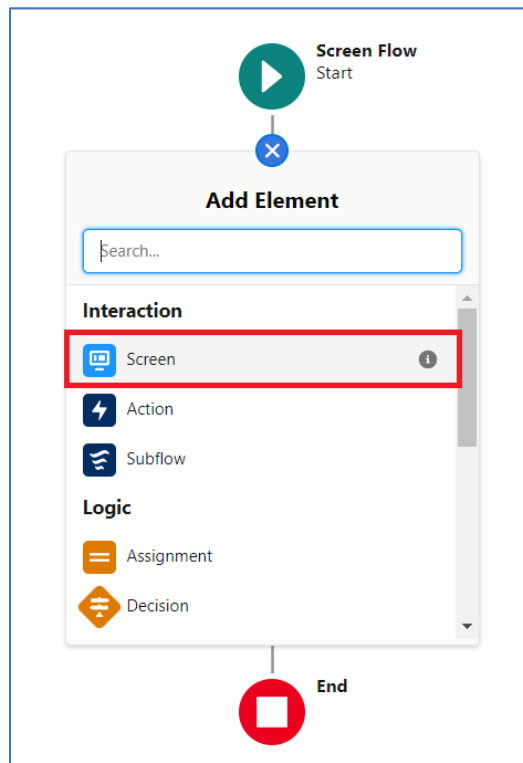 Screen Flow
Start
Add Element
Search...
Interaction
Screen
Action
Subflow
Logic
Assignment
Decision
End